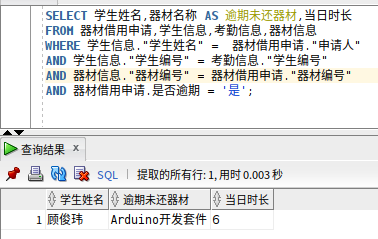 SELECT 学生姓名,器材名称 AS 逾期未还器材,当日时长
FROM 器材借用申请,学生信息,考勤信息,器材信息
WHERE 学生信息."学生姓名" = 器材借用申请."申请人"
AND 学生信息."学生编号" = 考勤信息."学生编号"
AND 器材信息."器材编号" = 器材借用申请."器材编号"
AND 器材借用申请.是否逾期 = '是';
查询结果 x
SQL | 提取的所有行: 1, 用时 0.003 秒
学生姓名 逾期未还器材 当日时长
1 顾俊玮 Arduino开发套件 6